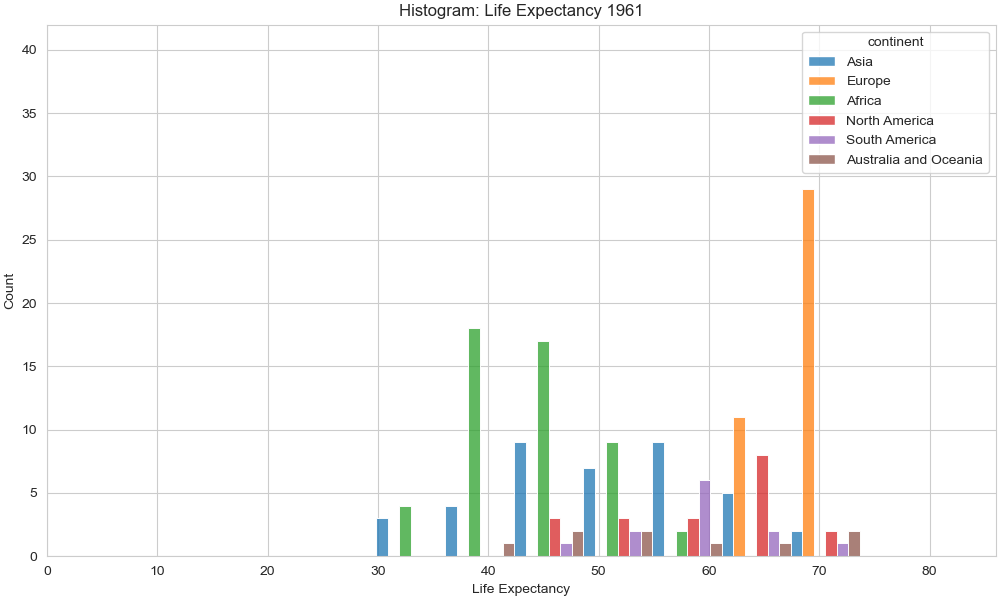 Histogram: Life Expectancy 1961
continent
Asia
Europe
Africa
North America
South America
Australia and Oceania
Count
40
35
30
25
20
15
10
5
0
0 10 20 30 40 50 60 70 80
Life Expectancy